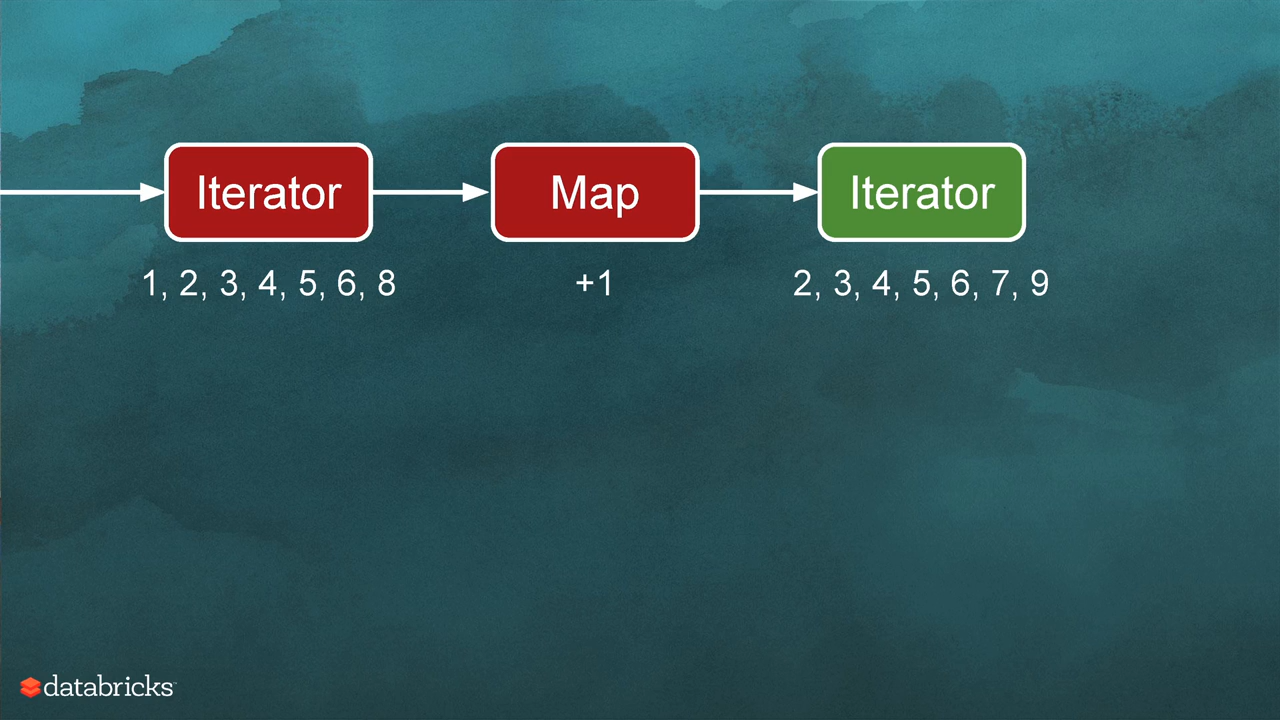 Iterator
Map
Iterator
1, 2, 3, 4, 5, 6, 8
+1
2, 3, 4, 5, 6, 7, 9
databricks